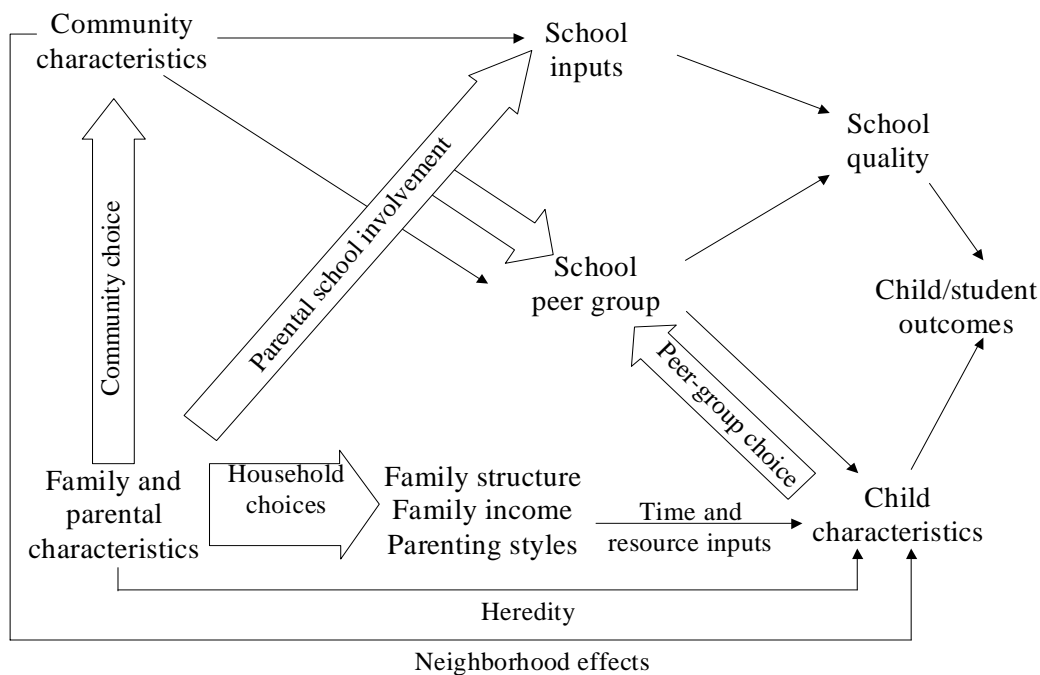 Community
characteristics
School
inputs
School
quality
Community choice
Parental school involvement
School
peer group
Child/student
outcomes
Peer-group choice
Family and
parental
characteristics
Household
choices
Family structure
Family income
Parenting styles
Time and
resource inputs
Child
characteristics
Heredity
Neighborhood effects